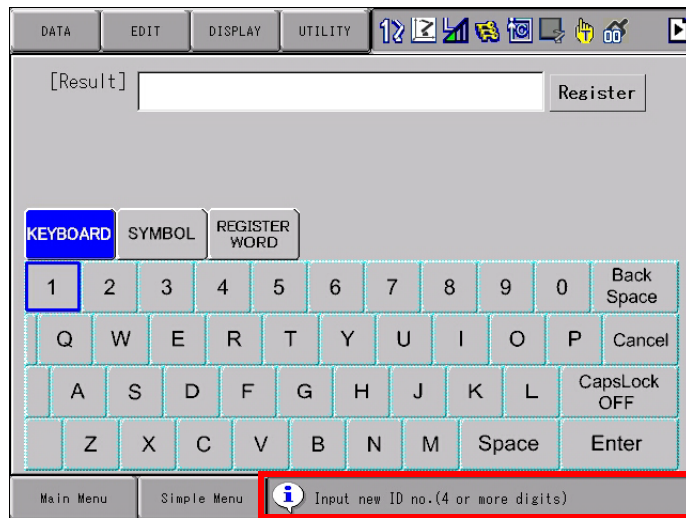 DATA EDIT DISPLAY UTILITY
[Result] Register
KEYBOARD SYMBOL REGISTER WORD
1 2 3 4 5 6 7 8 9 0 Back Space
Q W E R T Y U I O P Cancel
A S D F G H J K L CapsLock OFF
Z X C V B N M Space Enter
Main Menu Simple Menu Input new ID no.(4 or more digits)